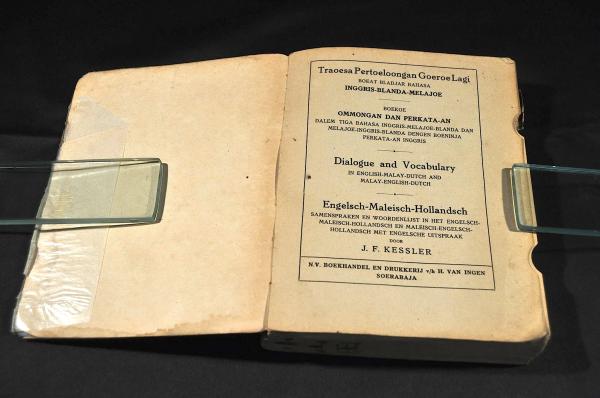 Traoesa Pertoeloongan Goeroe Lagi
BOEAT BLADJAR BAHASA
INGGRIS-BLANDA-MELAJOE
BOEKOE
OMMONGAN DAN PERKATA-AN
DALEM TIGA BAHASA INGGRIS-MELAJOE-BLANDA DAN
MELAJOE-INGGRIS-BLANDA DENGEN BOENINJA
PERKATA-AN INGGRIS
Dialogue and Vocabulary
IN ENGLISH-MALAY-DUTCH AND
MALAY-ENGLISH-DUTCH
Engelsch-Maleisch-Hollandsch
SAMENSPRAKEN EN WOORDENLIJST IN HET ENGELSCH-
MALEISCH-HOLLANDSCH EN MALEISCH-ENGELSCH-
HOLLANDSCH MET ENGELSCHE UITSPRAAK
DOOR
J. F. KESSLER
N.V. BOEKHANDEL EN DRUKKERIJ v/h H. VAN INGEN
SOERABAJA